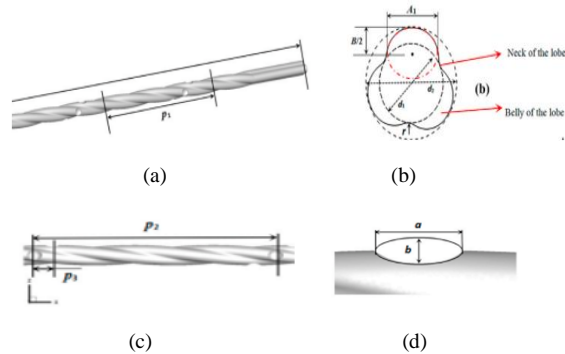 P₁
(a)
A₁
B/2
d₁
d₂
r
Neck of the lobe
(b)
Belly of the lobe
(b)
P₂
P₃
z
x
(c)
a
b
(d)